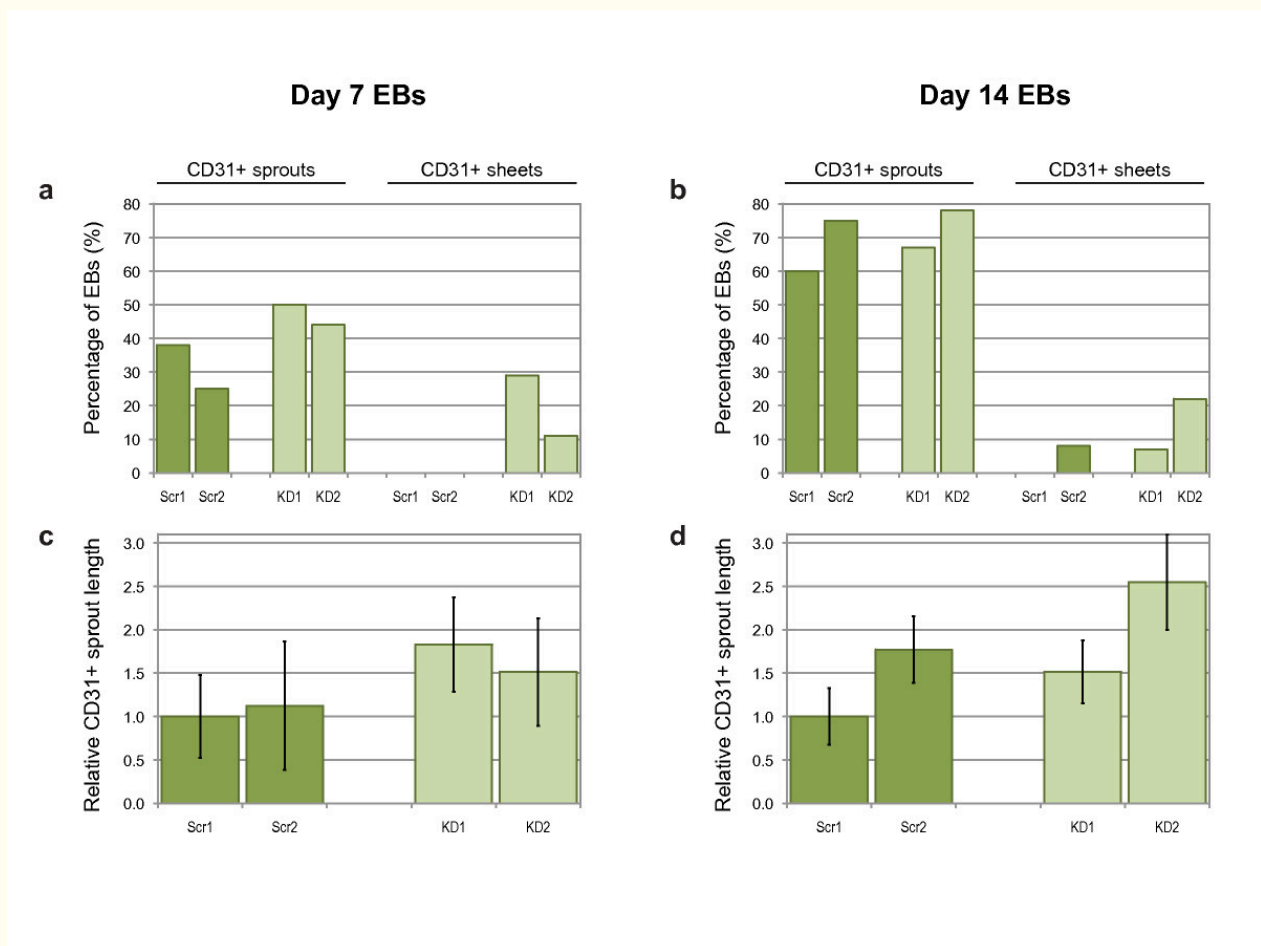 Day 7 EBs
Day 14 EBs
a
CD31+ sprouts
CD31+ sheets
Percentage of EBs (%)
80
70
60
50
40
30
20
10
0
Scr1 Scr2 KD1 KD2 Scr1 Scr2 KD1 KD2
b
CD31+ sprouts
CD31+ sheets
Percentage of EBs (%)
80
70
60
50
40
30
20
10
0
Scr1 Scr2 KD1 KD2 Scr1 Scr2 KD1 KD2
c
Relative CD31+ sprout length
3.0
2.5
2.0
1.5
1.0
0.5
0.0
Scr1 Scr2 KD1 KD2
d
Relative CD31+ sprout length
3.0
2.5
2.0
1.5
1.0
0.5
0.0
Scr1 Scr2 KD1 KD2